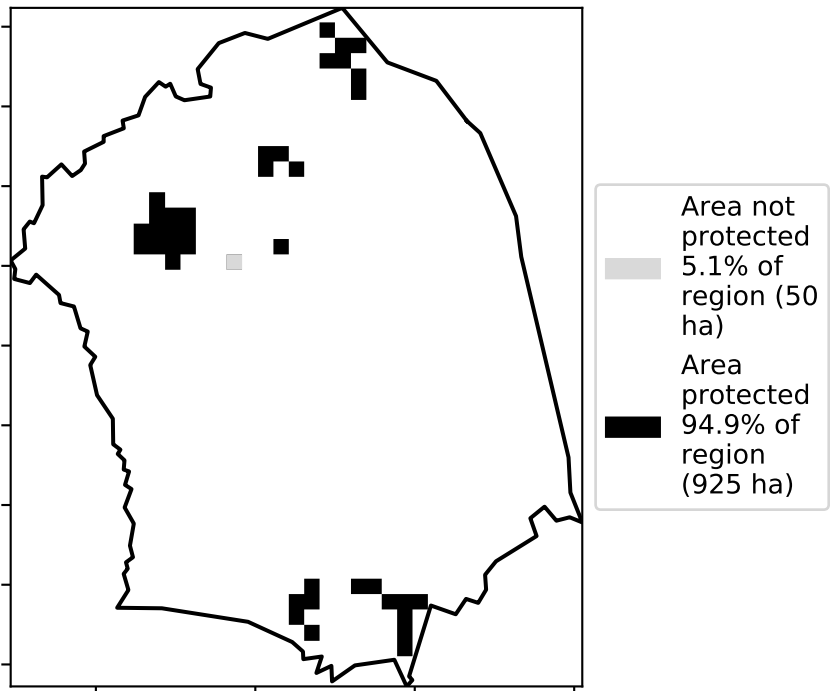 Area not
protected
5.1% of
region (50
ha)
Area
protected
94.9% of
region
(925 ha)